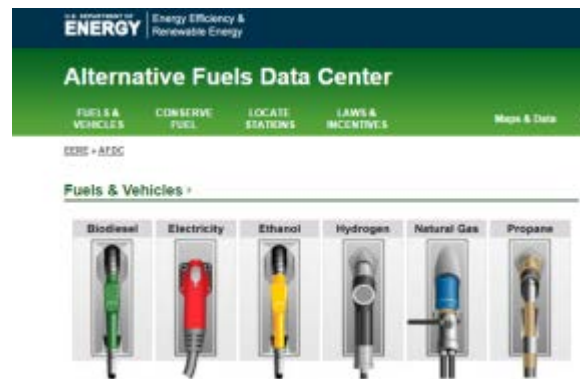 U.S. DEPARTMENT OF
ENERGY
Energy Efficiency &
Renewable Energy
Alternative Fuels Data Center
FUELS &
VEHICLES
CONSERVE
FUEL
LOCATE
STATIONS
LAWS &
INCENTIVES
Maps & Data
EERE » AFDC
Fuels & Vehicles
Biodiesel
Electricity
Ethanol
Hydrogen
Natural Gas
Propane